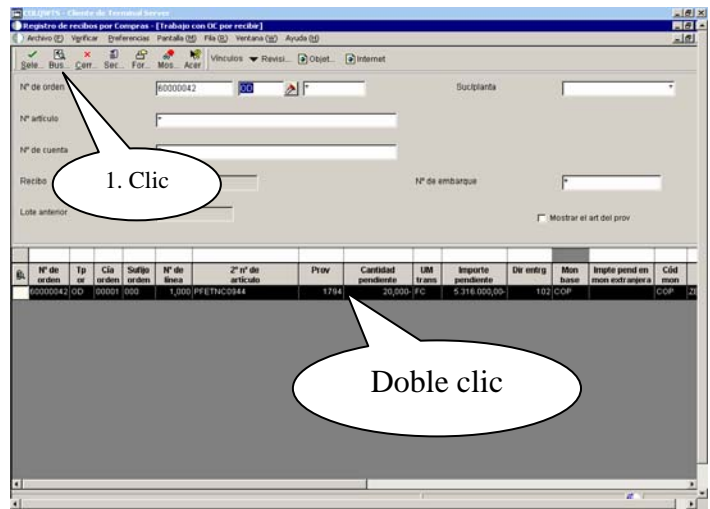 COLQWTS - Cliente de Terminal Server
Registro de recibos por Compras - [Trabajo con OC por recibir]
Archivo (F) Verificar Preferencias Pantalla (M) Fila (R) Ventana (W) Ayuda (H)
Sele... Bus... Cerr... Sec... For... Mos... Acer Vínculos Revisi... Objet... Internet
Nº de orden 60000042 OD * Suc/planta *
Nº artículo *
Nº de cuenta
Recibo Nº de embarque *
Lote anterior Mostrar el art del prov
1. Clic
Nº de orden Tp or Cía orden Sufijo orden Nº de línea 2º nº de artículo Prov Cantidad pendiente UM trans Importe pendiente Dir entrg Mon base Impte pend en mon extranjera Cód mon
60000042 OD 00001 000 1,000 PFETNC0944 1794 20,000- FC 5.316.000,00- 102 COP COP
Doble clic